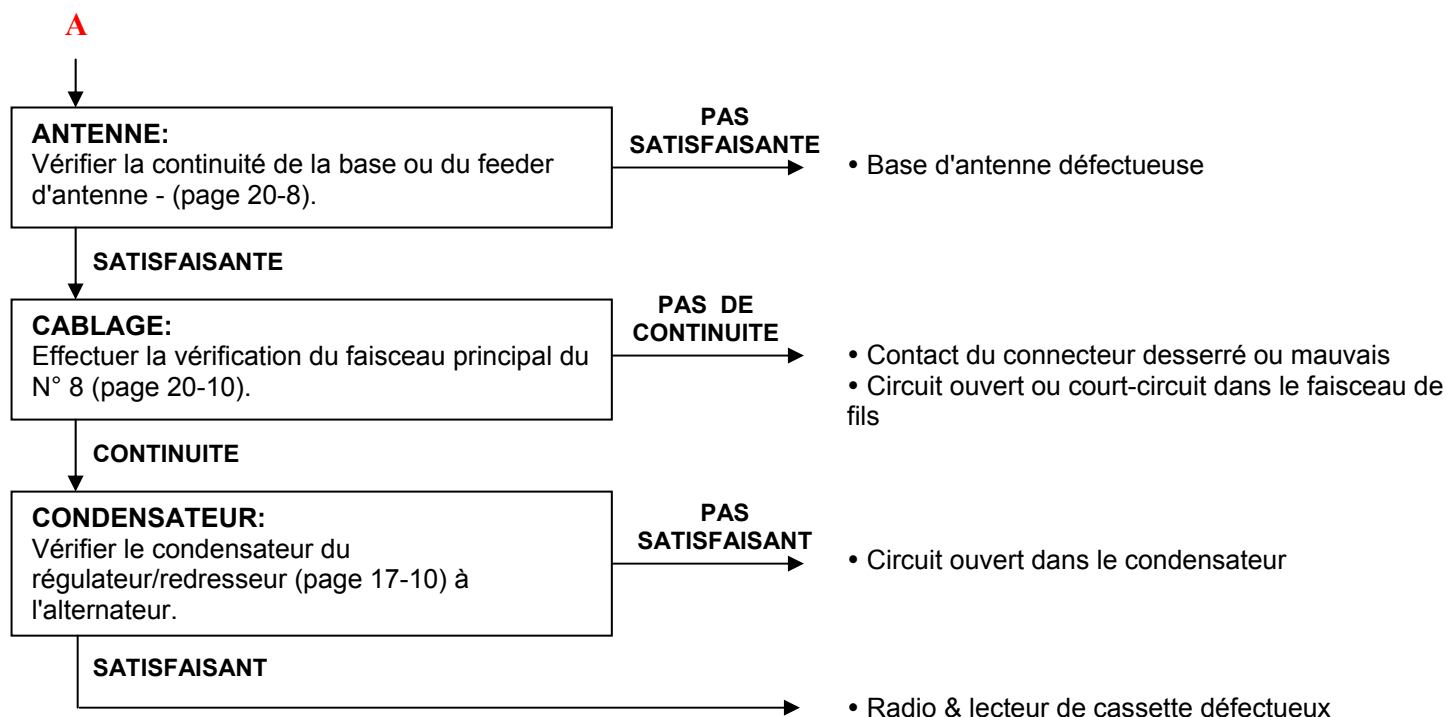 A
ANTENNE:
Vérifier la continuité de la base ou du feeder
d'antenne - (page 20-8).
PAS
SATISFAISANTE
• Base d'antenne défectueuse
SATISFAISANTE
CABLAGE:
Effectuer la vérification du faisceau principal du
N° 8 (page 20-10).
PAS DE
CONTINUITE
• Contact du connecteur desserré ou mauvais
• Circuit ouvert ou court-circuit dans le faisceau de
fils
CONTINUITE
CONDENSATEUR:
Vérifier le condensateur du
régulateur/redresseur (page 17-10) à
l'alternateur.
PAS
SATISFAISANT
• Circuit ouvert dans le condensateur
SATISFAISANT
• Radio & lecteur de cassette défectueux